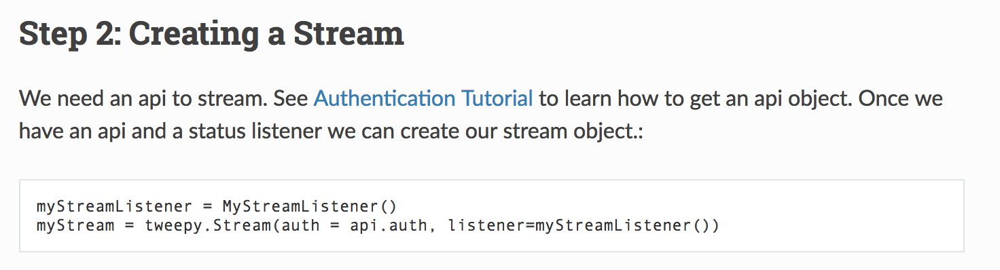 Step 2: Creating a Stream
We need an api to stream. See Authentication Tutorial to learn how to get an api object. Once we
have an api and a status listener we can create our stream object.:
myStreamListener = MyStreamListener()
myStream = tweepy.Stream(auth = api.auth, listener=myStreamListener())